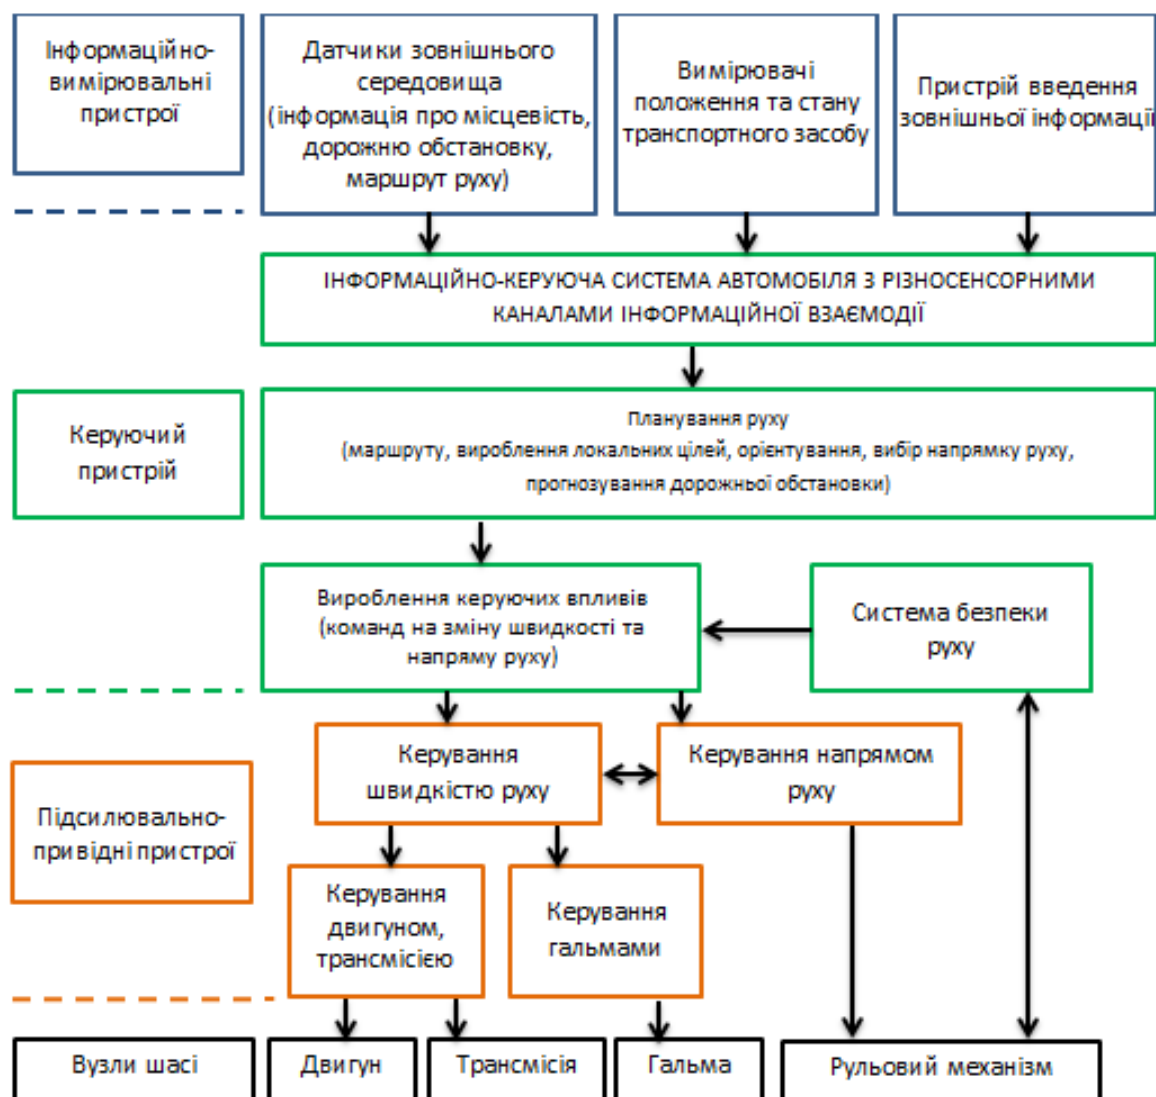 Інформаційно-
вимірювальні
пристрої
Датчики зовнішнього
середовища
(інформація про місцевість,
дорожню обстановку,
маршрут руху)
Вимірювачі
положення та стану
транспортного засобу
Пристрій введення
зовнішньої інформації
ІНФОРМАЦІЙНО-КЕРУЮЧА СИСТЕМА АВТОМОБІЛЯ З РІЗНОСЕНСОРНИМИ
КАНАЛАМИ ІНФОРМАЦІЙНОЇ ВЗАЄМОДІЇ
Керуючий
пристрій
Планування руху
(маршруту, вироблення локальних цілей, орієнтування, вибір напрямку руху,
прогнозування дорожньої обстановки)
Вироблення керуючих впливів
(команд на зміну швидкості та
напряму руху)
Система безпеки
руху
Підсилювально-
привідні пристрої
Керування
швидкістю руху
Керування напрямом
руху
Керування
двигуном,
трансмісією
Керування
гальмами
Вузли шасі
Двигун
Трансмісія
Гальма
Рульовий механізм